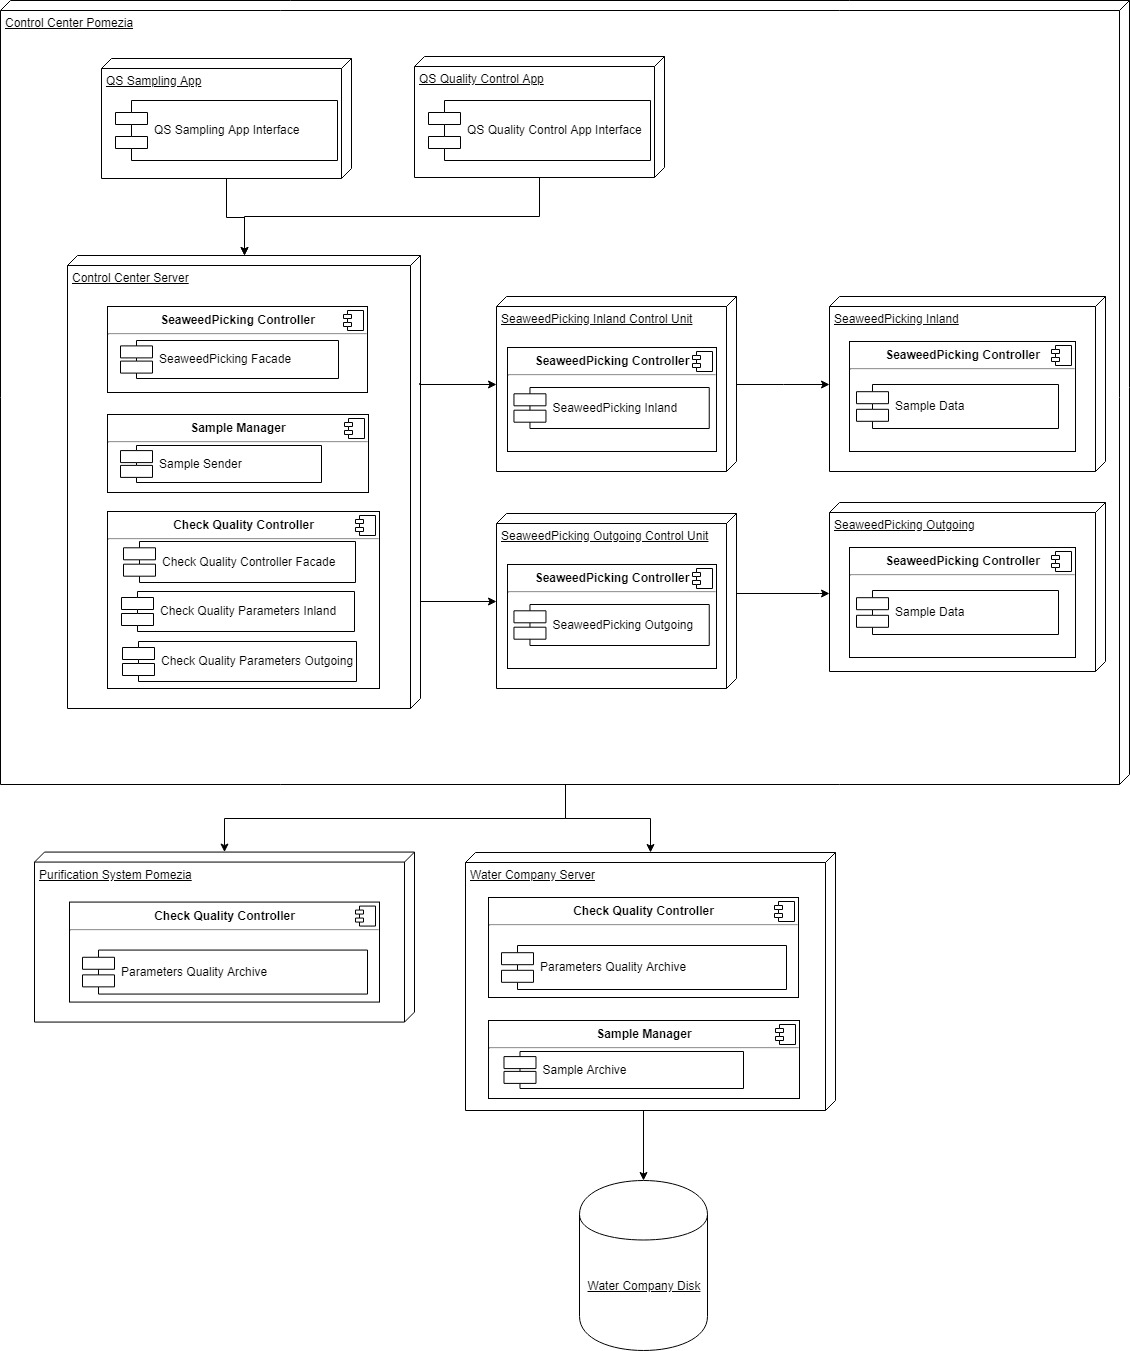 Control Center Pomezia
QS Sampling App
QS Sampling App Interface
QS Quality Control App
QS Quality Control App Interface
Control Center Server
SeaweedPicking Controller
SeaweedPicking Facade
Sample Manager
Sample Sender
Check Quality Controller
Check Quality Controller Facade
Check Quality Parameters Inland
Check Quality Parameters Outgoing
SeaweedPicking Inland Control Unit
SeaweedPicking Controller
SeaweedPicking Inland
SeaweedPicking Inland
SeaweedPicking Controller
Sample Data
SeaweedPicking Outgoing Control Unit
SeaweedPicking Controller
SeaweedPicking Outgoing
SeaweedPicking Outgoing
SeaweedPicking Controller
Sample Data
Purification System Pomezia
Check Quality Controller
Parameters Quality Archive
Water Company Server
Check Quality Controller
Parameters Quality Archive
Sample Manager
Sample Archive
Water Company Disk